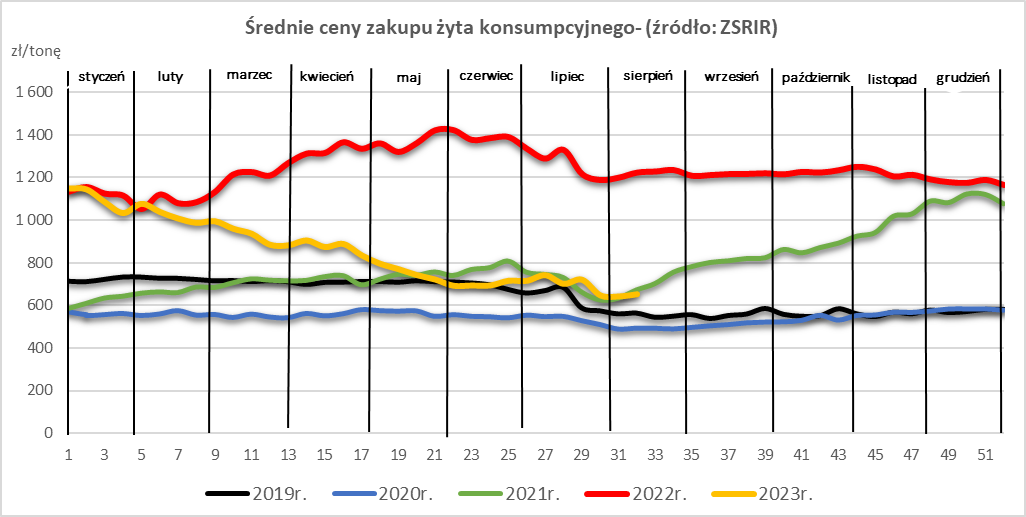 Średnie ceny zakupu żyta konsumpcyjnego- (źródło: ZSRIR)
zł/tonę
styczeń luty marzec kwiecień maj czerwiec lipiec sierpień wrzesień październik listopad grudzień
1 600
1 400
1 200
1 000
800
600
400
200
0
1 3 5 7 9 11 13 15 17 19 21 23 25 27 29 31 33 35 37 39 41 43 45 47 49 51
2019r. 2020r. 2021r. 2022r. 2023r.